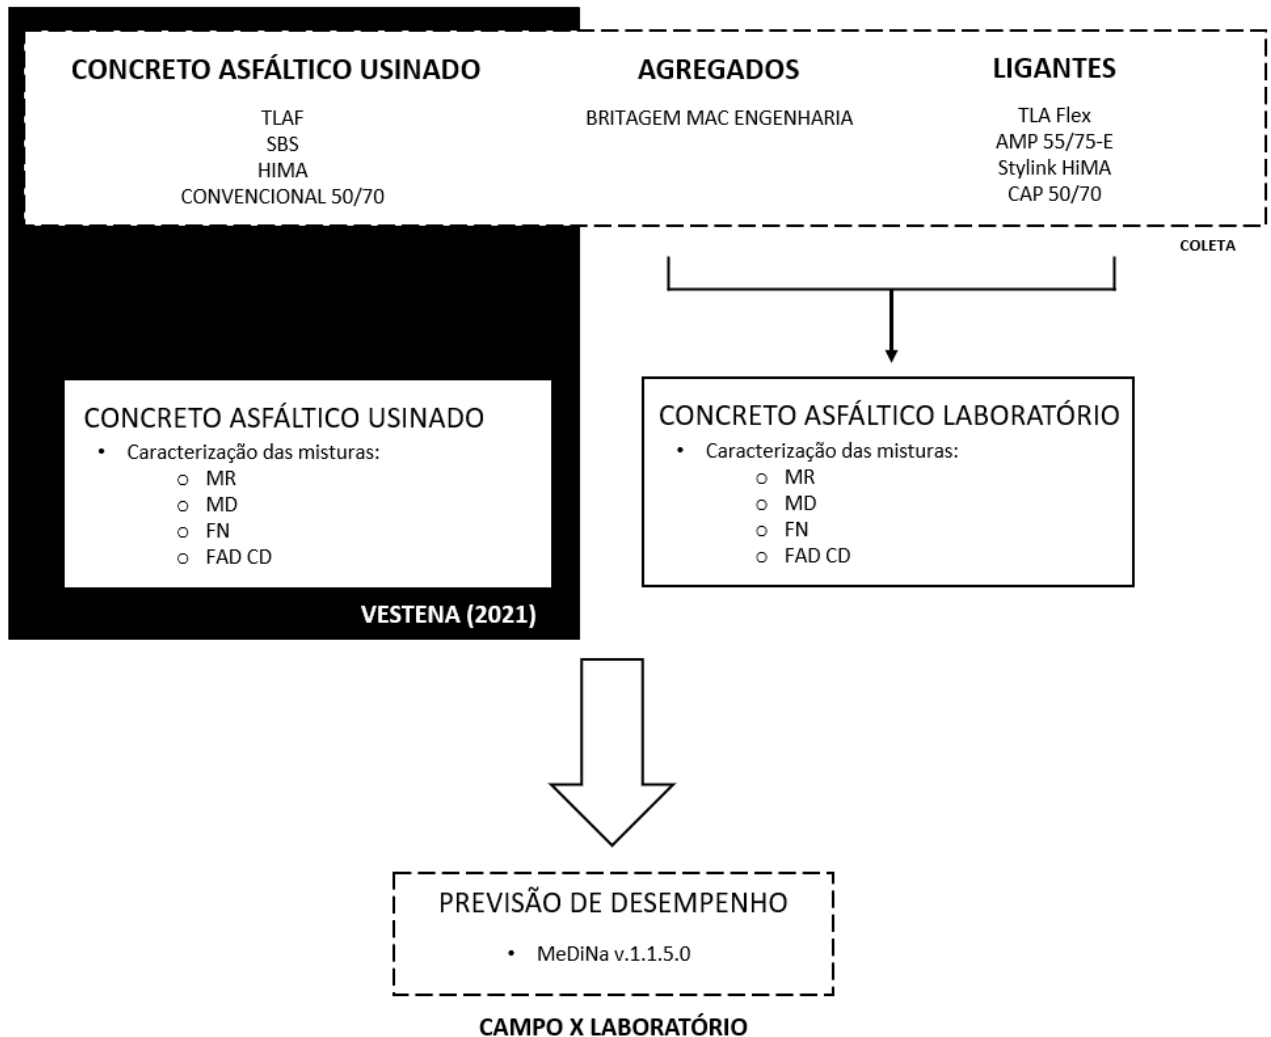 CONCRETO ASFÁLTICO USINADO
TLAF
SBS
HIMA
CONVENCIONAL 50/70
AGREGADOS
BRITAGEM MAC ENGENHARIA
LIGANTES
TLA Flex
AMP 55/75-E
Stylink HiMA
CAP 50/70
COLETA
CONCRETO ASFÁLTICO USINADO
• Caracterização das misturas:
o MR
o MD
o FN
o FAD CD
VESTENA (2021)
CONCRETO ASFÁLTICO LABORATÓRIO
• Caracterização das misturas:
o MR
o MD
o FN
o FAD CD
PREVISÃO DE DESEMPENHO
• MeDiNa v.1.1.5.0
CAMPO X LABORATÓRIO